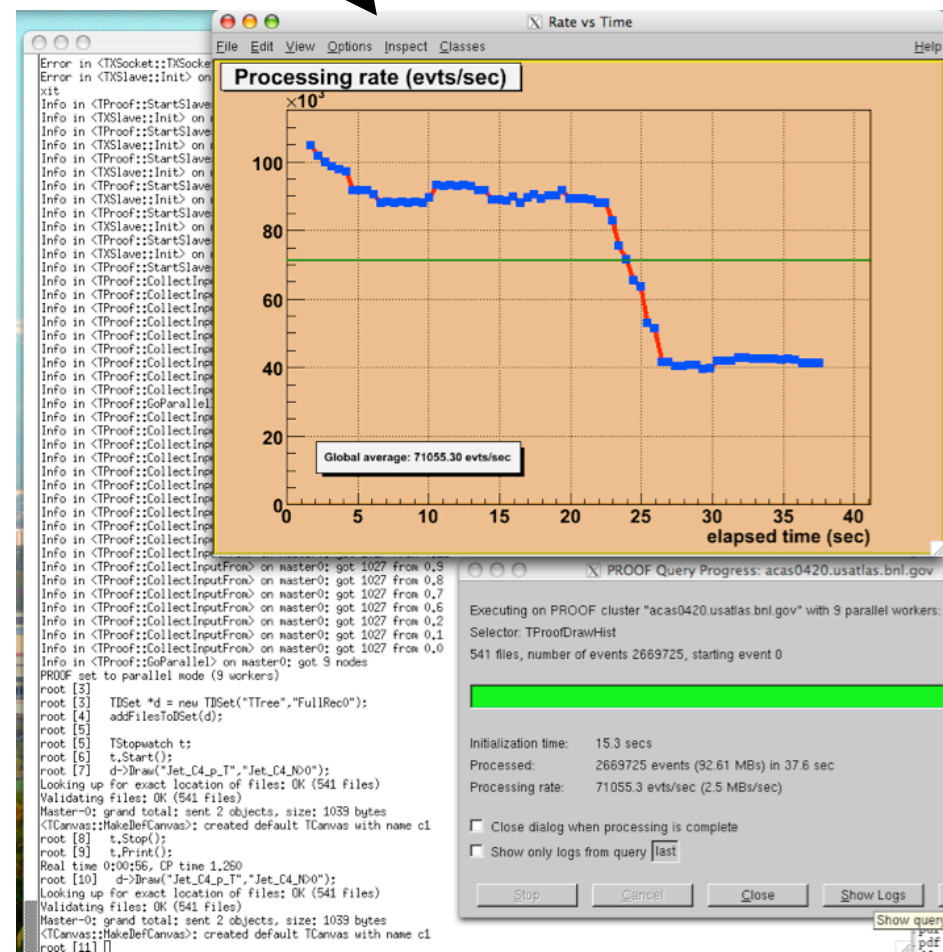 Rate vs Time
File Edit View Options Inspect Classes Help
Processing rate (evts/sec)
×10³
100
80
60
40
20
0
0 5 10 15 20 25 30 35 40
elapsed time (sec)
Global average: 71055.30 evts/sec
Error in <TXSocket::TXSocket
Error in <TXSlave::Init> on
xit
Info in <TProof::StartSlave
Info in <TXSlave::Init> on
Info in <TProof::StartSlave
Info in <TXSlave::Init> on
Info in <TProof::StartSlave
Info in <TXSlave::Init> on
Info in <TProof::StartSlave
Info in <TXSlave::Init> on
Info in <TProof::StartSlave
Info in <TXSlave::Init> on
Info in <TProof::StartSlave
Info in <TXSlave::Init> on
Info in <TProof::StartSlave
Info in <TProof::CollectInp
Info in <TProof::CollectInp
Info in <TProof::CollectInp
Info in <TProof::CollectInp
Info in <TProof::CollectInp
Info in <TProof::CollectInp
Info in <TProof::CollectInp
Info in <TProof::CollectInp
Info in <TProof::CollectInp
Info in <TProof::GoParallel
Info in <TProof::CollectInp
Info in <TProof::CollectInp
Info in <TProof::CollectInp
Info in <TProof::CollectInp
Info in <TProof::CollectInp
Info in <TProof::CollectInp
Info in <TProof::CollectInp
Info in <TProof::CollectInp
Info in <TProof::CollectInp
Info in <TProof::CollectInp
Info in <TProof::CollectInputFrom> on master0: got 1027 from 0.9
Info in <TProof::CollectInputFrom> on master0: got 1027 from 0.8
Info in <TProof::CollectInputFrom> on master0: got 1027 from 0.7
Info in <TProof::CollectInputFrom> on master0: got 1027 from 0.6
Info in <TProof::CollectInputFrom> on master0: got 1027 from 0.2
Info in <TProof::CollectInputFrom> on master0: got 1027 from 0.1
Info in <TProof::CollectInputFrom> on master0: got 1027 from 0.0
Info in <TProof::GoParallel> on master0: got 9 nodes
PROOF set to parallel mode (9 workers)
root [3]
root [3] TDSet *d = new TDSet("TTree","FullRec0");
root [4] addFilesToDSet(d);
root [5]
root [5] TStopwatch t;
root [6] t.Start();
root [7] d->Draw("Jet_C4_p_T","Jet_C4_N>0");
Looking up for exact location of files: OK (541 files)
Validating files: OK (541 files)
Master-0: grand total: sent 2 objects, size: 1039 bytes
<TCanvas::MakeDefCanvas>: created default TCanvas with name c1
root [8] t.Stop();
root [9] t.Print();
Real time 0:00:56, CP time 1.260
root [10] d->Draw("Jet_C4_p_T","Jet_C4_N>0");
Looking up for exact location of files: OK (541 files)
Validating files: OK (541 files)
Master-0: grand total: sent 2 objects, size: 1039 bytes
<TCanvas::MakeDefCanvas>: created default TCanvas with name c1
root [11]
PROOF Query Progress: acas0420.usatlas.bnl.gov
Executing on PROOF cluster "acas0420.usatlas.bnl.gov" with 9 parallel workers:
Selector: TProofDrawHist
541 files, number of events 2669725, starting event 0
Initialization time: 15.3 secs
Processed: 2669725 events (92.61 MBs) in 37.6 sec
Processing rate: 71055.3 evts/sec (2.5 MBs/sec)
Close dialog when processing is complete
Show only logs from query last
Stop Cancel Close Show Logs
Show query
pdf